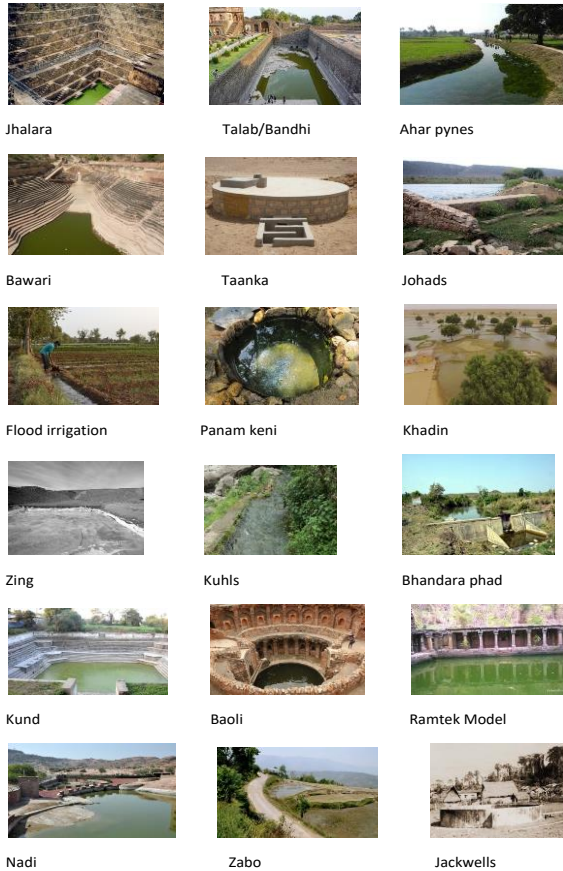 Jhalara
Talab/Bandhi
Ahar pynes
Bawari
Taanka
Johads
Flood irrigation
Panam keni
Khadin
Zing
Kuhls
Bhandara phad
Kund
Baoli
Ramtek Model
Nadi
Zabo
Jackwells